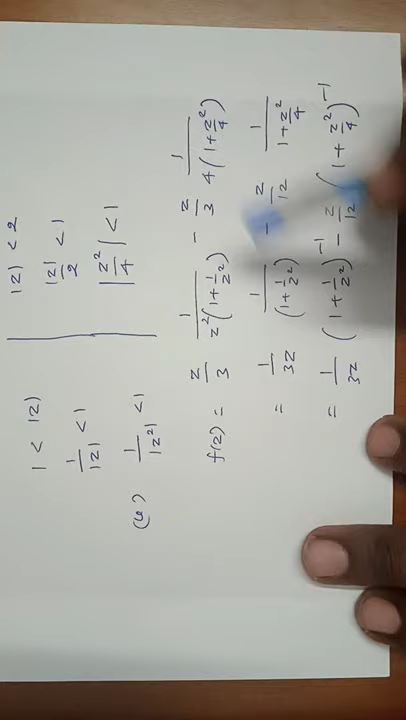 1 < |z|
|z| < 2
1/|z| < 1
|z|/2 < 1
(ie) 1/|z²| < 1
|z²/4| < 1
f(z) = z/3 1/(z²(1+1/z²)) - z/3 1/(4(1+z²/4))
= 1/3z 1/(1+1/z²) - z/12 1/(1+z²/4)
= 1/3z (1+1/z²)⁻¹ - z/12 (1+z²/4)⁻¹